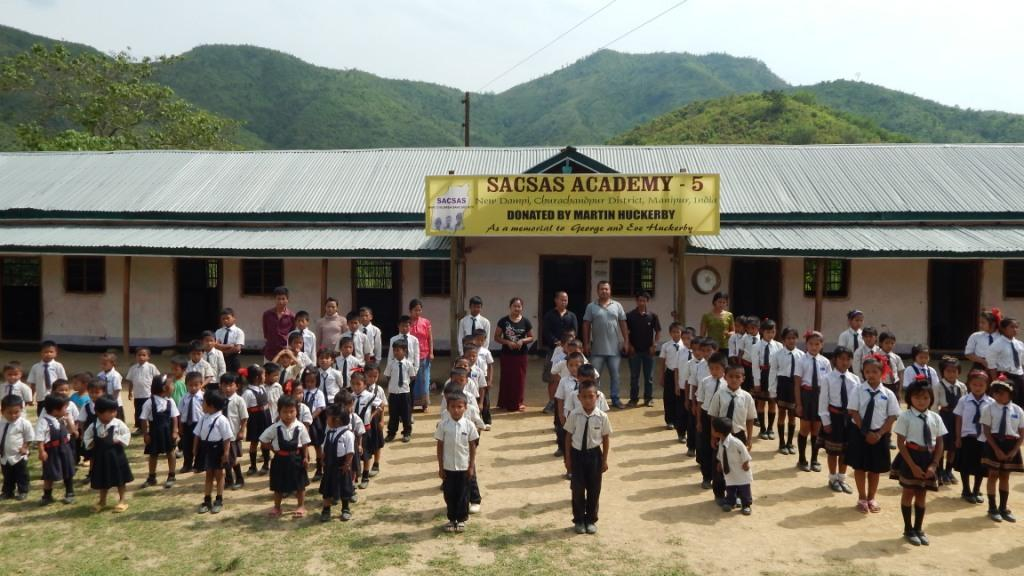 SACSAS ACADEMY - 5
New Dampi, Churachandpur District, Manipur, India
SACSAS
DONATED BY MARTIN HUCKERBY
As a memorial to George and Eve Huckerby